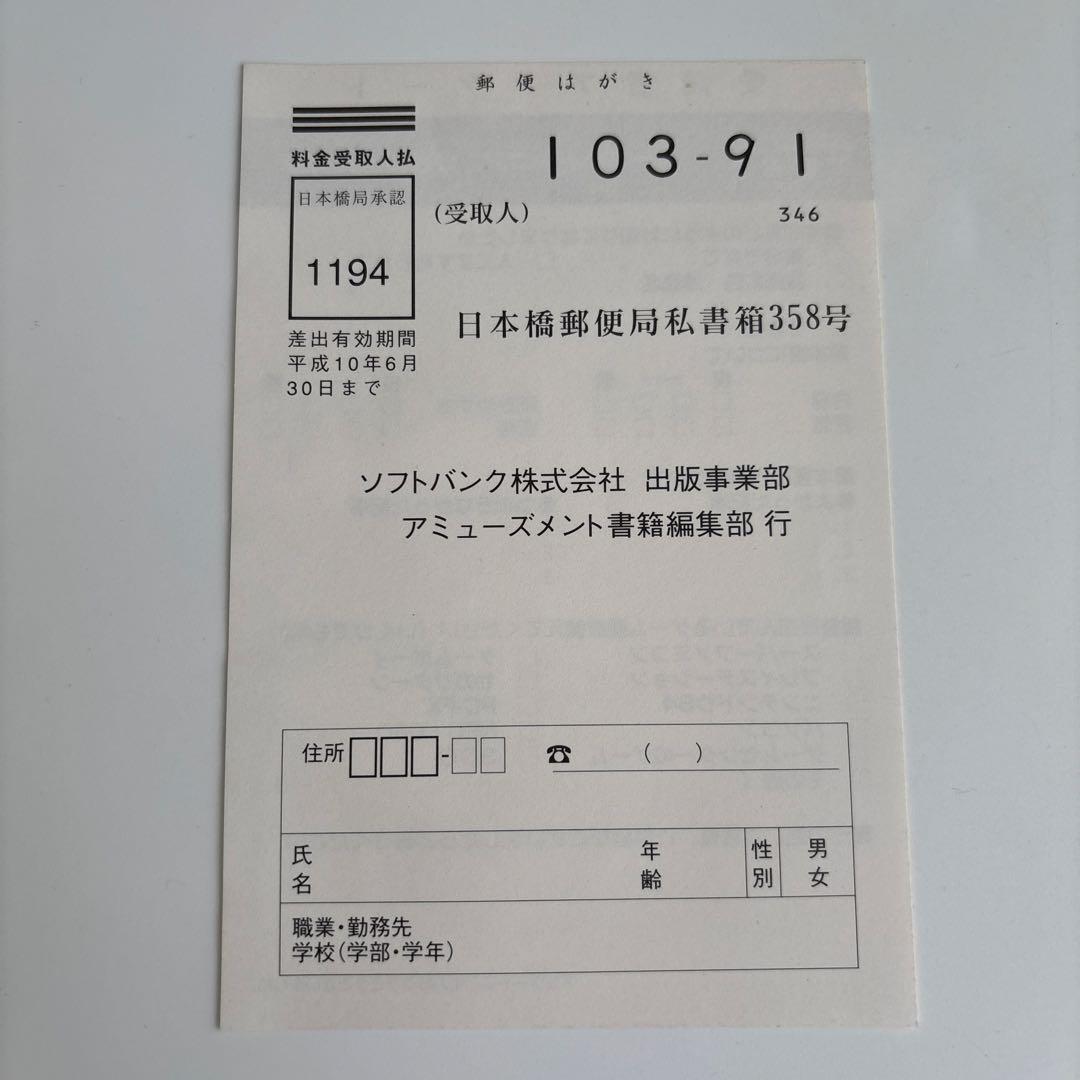 郵便はがき
料金受取人払
日本橋局承認
1194
差出有効期間
平成10年6月
30日まで
103-91
(受取人)
346
日本橋郵便局私書箱358号
ソフトバンク株式会社 出版事業部
アミューズメント書籍編集部 行
住所 □□□-□□ ☎ ( )
氏名 年齢 性別 男 女
職業・勤務先
学校(学部・学年)